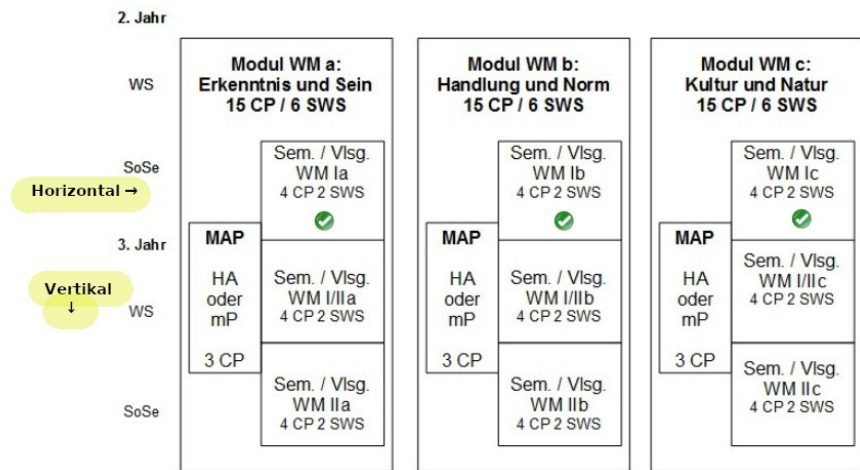 2. Jahr
WS
SoSe
Horizontal →
3. Jahr
Vertikal
↓
WS
SoSe
Modul WM a:
Erkenntnis und Sein
15 CP / 6 SWS
Sem. / Vlsg.
WM Ia
4 CP 2 SWS
MAP
HA
oder
mP
3 CP
Sem. / Vlsg.
WM I/IIa
4 CP 2 SWS
Sem. / Vlsg.
WM IIa
4 CP 2 SWS
Modul WM b:
Handlung und Norm
15 CP / 6 SWS
Sem. / Vlsg.
WM Ib
4 CP 2 SWS
MAP
HA
oder
mP
3 CP
Sem. / Vlsg.
WM I/IIb
4 CP 2 SWS
Sem. / Vlsg.
WM IIb
4 CP 2 SWS
Modul WM c:
Kultur und Natur
15 CP / 6 SWS
Sem. / Vlsg.
WM Ic
4 CP 2 SWS
MAP
HA
oder
mP
3 CP
Sem. / Vlsg.
WM I/IIc
4 CP 2 SWS
Sem. / Vlsg.
WM IIc
4 CP 2 SWS